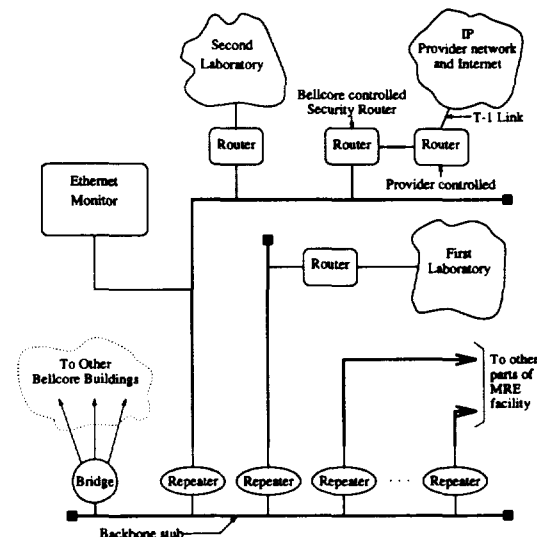 Second
Laboratory
IP
Provider network
and Internet
Bellcore controlled
Security Router
T-1 Link
Router
Router
Router
Provider controlled
Ethernet
Monitor
Router
First
Laboratory
To Other
Bellcore Buildings
To other
parts of
MRE
facility
Bridge
Repeater
Repeater
Repeater
Repeater
Backbone stub